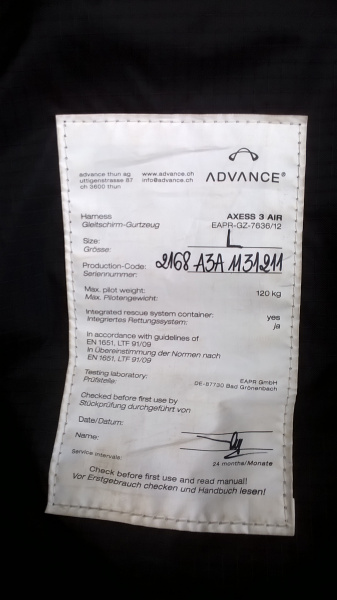 advance thun sg www.advance.ch
uttigenstrasse 87 info@advance.ch
ch 3600 thun
ADVANCE®
Harness AXESS 3 AIR
Gleitschirm-Gurtzeug EAPR-GZ-7636/12
Size: L
Grösse:
Production-Code: 2168 A3A 1131211
Seriennummer:
Max. pilot weight: 120 kg
Max. Pilotengewicht:
Integrated rescue system container: yes
Integriertes Rettungssystem: ja
In accordance with guidelines of
EN 1651, LTF 91/09
In Übereinstimmung der Normen nach
EN 1651, LTF 91/09
Testing laboratory: EAPR GmbH
Prüfstelle: DE-87730 Bad Grönenbach
Checked before first use by
Stückprüfung durchgeführt von
Date/Datum:
Name:
Service intervals: 24 months/Monate
Check before first use and read manual!
Vor Erstgebrauch checken und Handbuch lesen!